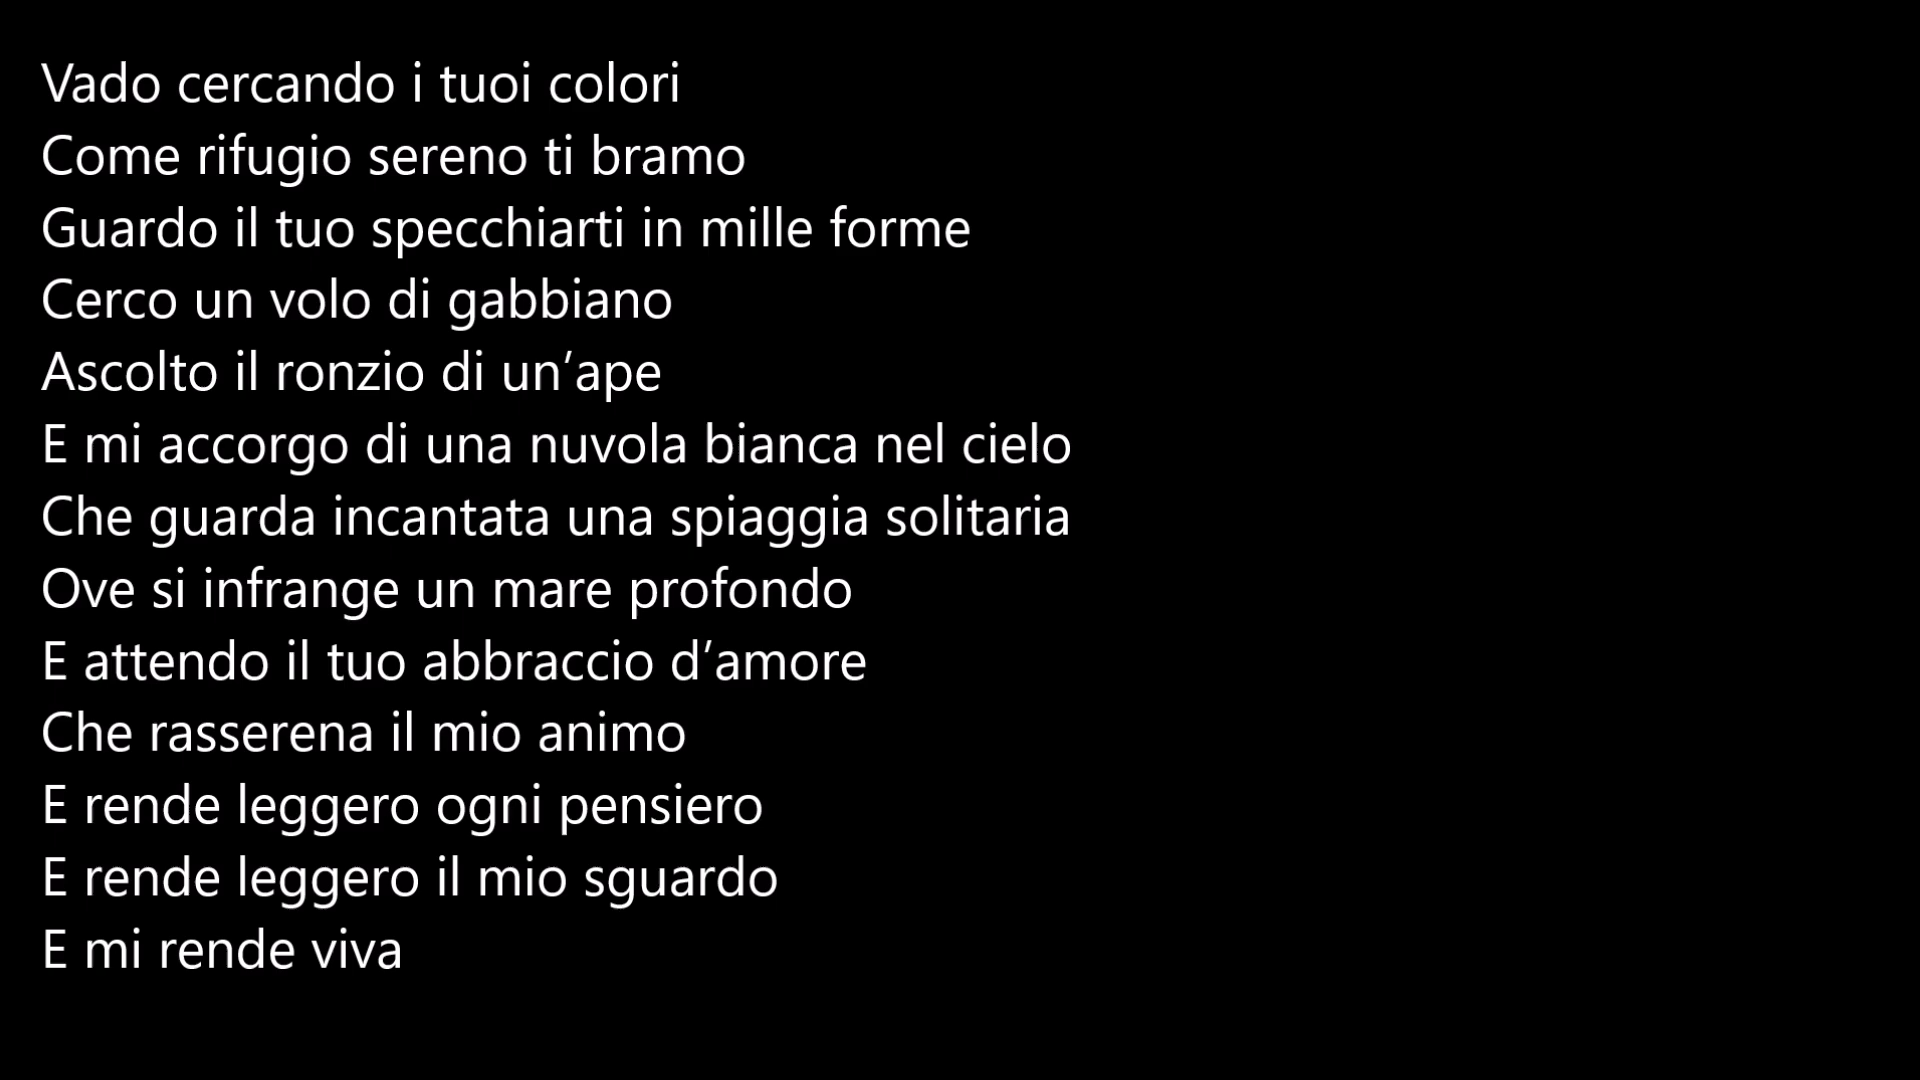 Vado cercando i tuoi colori
Come rifugio sereno ti bramo
Guardo il tuo specchiarti in mille forme
Cerco un volo di gabbiano
Ascolto il ronzio di un’ape
E mi accorgo di una nuvola bianca nel cielo
Che guarda incantata una spiaggia solitaria
Ove si infrange un mare profondo
E attendo il tuo abbraccio d’amore
Che rasserena il mio animo
E rende leggero ogni pensiero
E rende leggero il mio sguardo
E mi rende viva